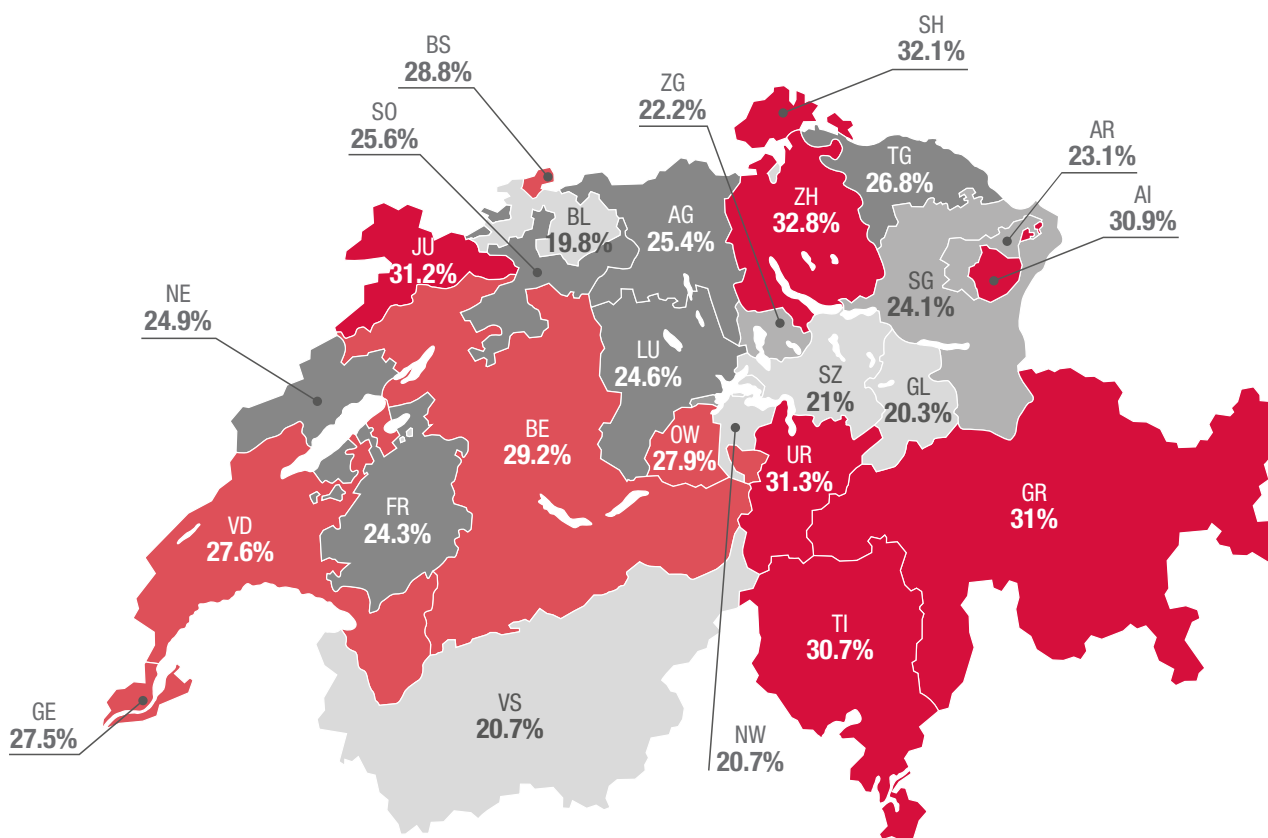 SH
32.1%
BS
28.8%
ZG
22.2%
SO
25.6%
AR
23.1%
TG
26.8%
AI
30.9%
ZH
32.8%
BL
19.8%
AG
25.4%
JU
31.2%
SG
24.1%
NE
24.9%
LU
24.6%
SZ
21%
GL
20.3%
BE
29.2%
OW
27.9%
UR
31.3%
GR
31%
FR
24.3%
VD
27.6%
TI
30.7%
VS
20.7%
GE
27.5%
NW
20.7%